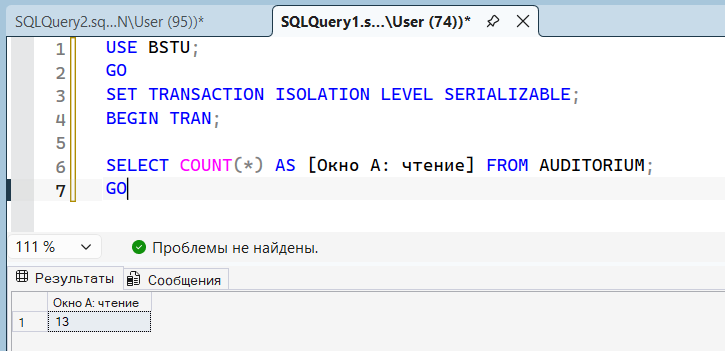 SQLQuery2.sq...N\User (95))*
SQLQuery1.s...\User (74))*
1 USE BSTU;
2 GO
3 SET TRANSACTION ISOLATION LEVEL SERIALIZABLE;
4 BEGIN TRAN;
5
6 SELECT COUNT(*) AS [Окно A: чтение] FROM AUDITORIUM;
7 GO
111 % Проблемы не найдены.
Результаты Сообщения
Окно A: чтение
1 13